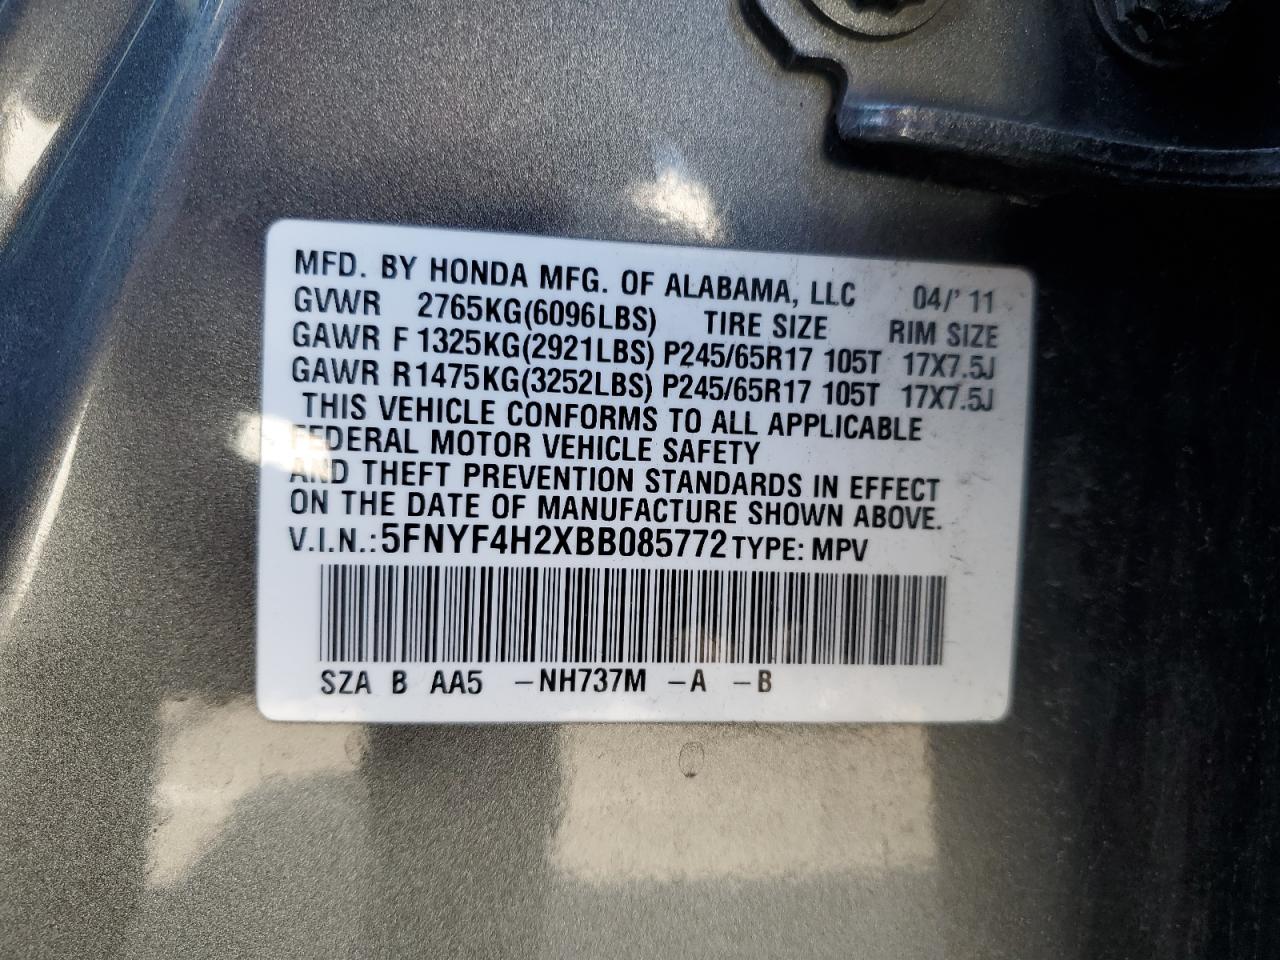 MFD. BY HONDA MFG. OF ALABAMA, LLC 04/'11
GVWR 2765KG(6096LBS) TIRE SIZE RIM SIZE
GAWR F 1325KG(2921LBS) P245/65R17 105T 17X7.5J
GAWR R1475KG(3252LBS) P245/65R17 105T 17X7.5J
THIS VEHICLE CONFORMS TO ALL APPLICABLE
FEDERAL MOTOR VEHICLE SAFETY
AND THEFT PREVENTION STANDARDS IN EFFECT
ON THE DATE OF MANUFACTURE SHOWN ABOVE.
V.I.N.: 5FNYF4H2XBB085772 TYPE: MPV
SZA B AA5 -NH737M -A -B